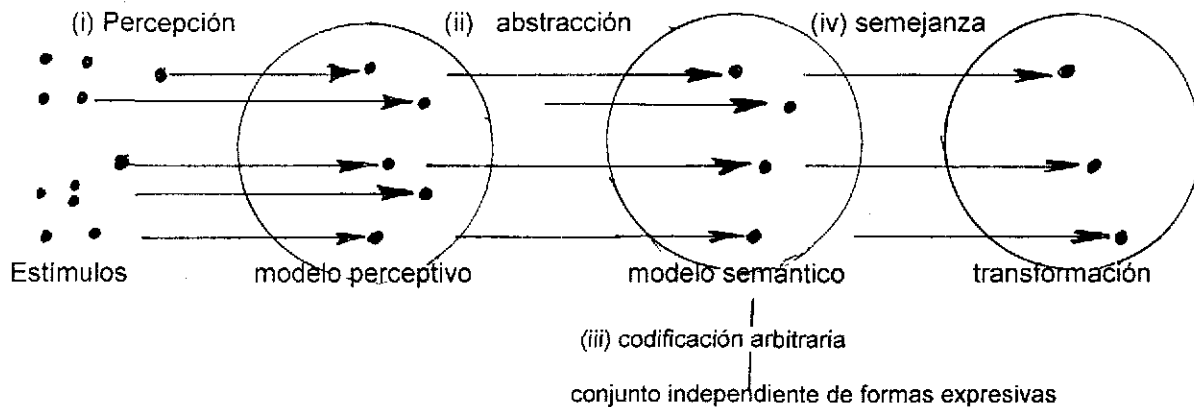 (i) Percepción (ii) abstracción (iv) semejanza
Estímulos modelo perceptivo modelo semántico transformación
(iii) codificación arbitraria
conjunto independiente de formas expresivas